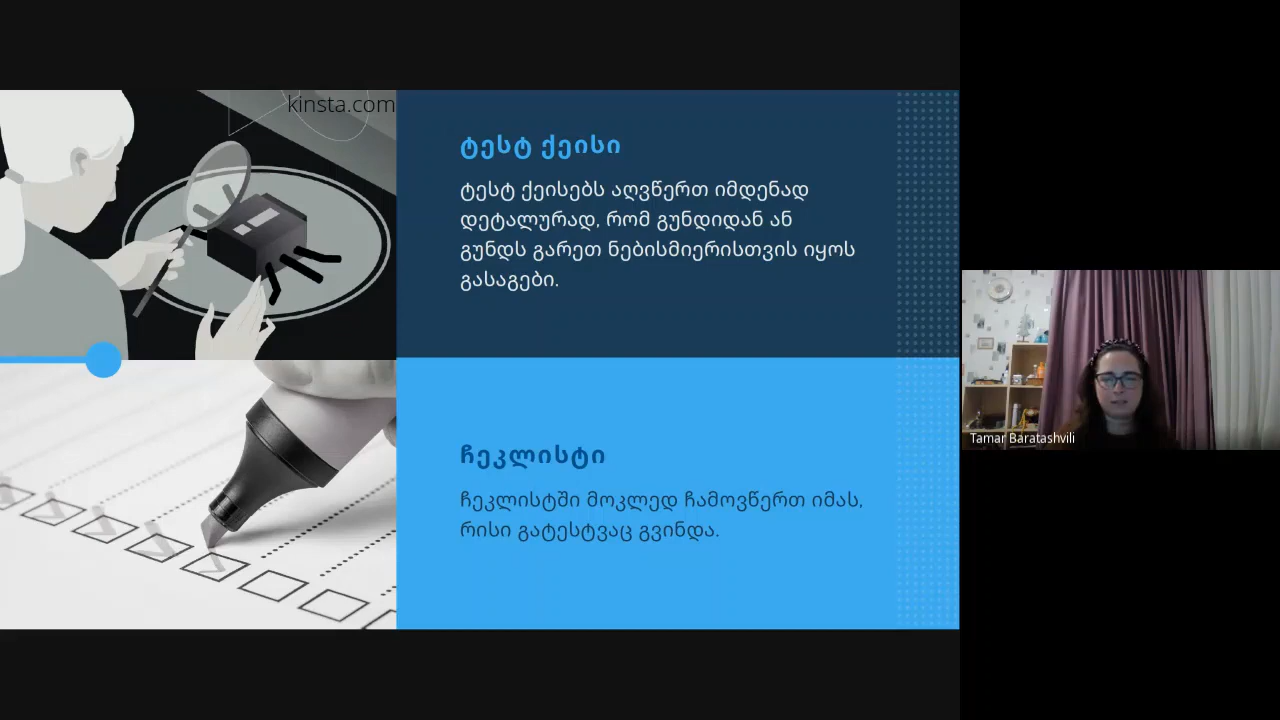 kinsta.com
ტესტ ქეისი
ტესტ ქეისებს აღვწერთ იმდენად
დეტალურად, რომ გუნდიდან ან
გუნდს გარეთ ნებისმიერისთვის იყოს
გასაგები.
ჩეკლისტი
ჩეკლისტში მოკლედ ჩამოვწერთ იმას,
რისი გატესტვაც გვინდა.
Tamar Baratashvili